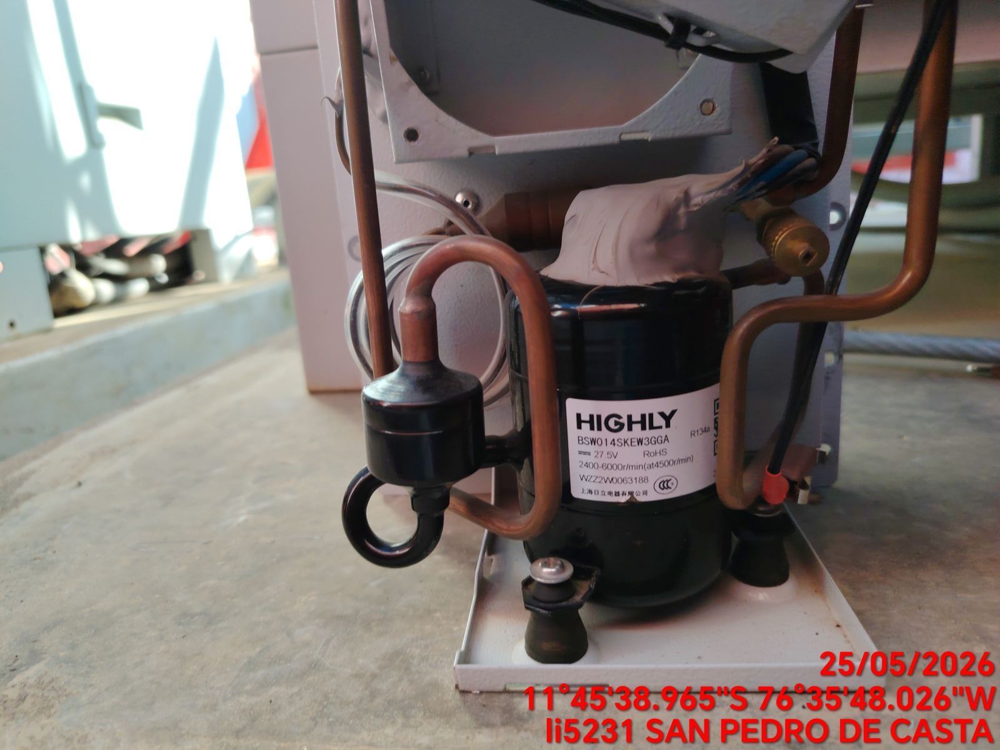 HIGHLY
BSW014SKEW3GGA
R134a
27.5V RoHS
2400-6000r/min(at4500r/min)
WZZ2W0063188
上海日立电器有限公司
25/05/2026
11°45'38.965"S 76°35'48.026"W
li5231 SAN PEDRO DE CASTA